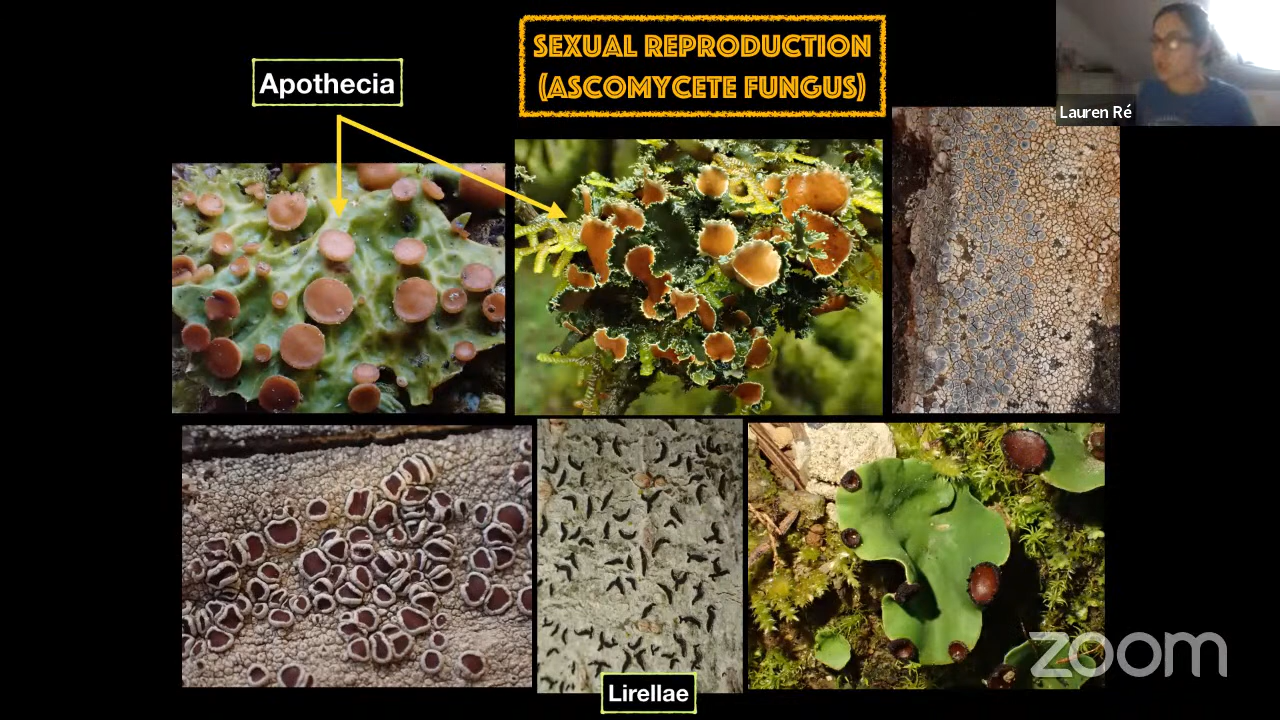 SEXUAL REPRODUCTION
(ASCOMYCETE FUNGUS)
Apothecia
Lauren Ré
Lirellae
zoom